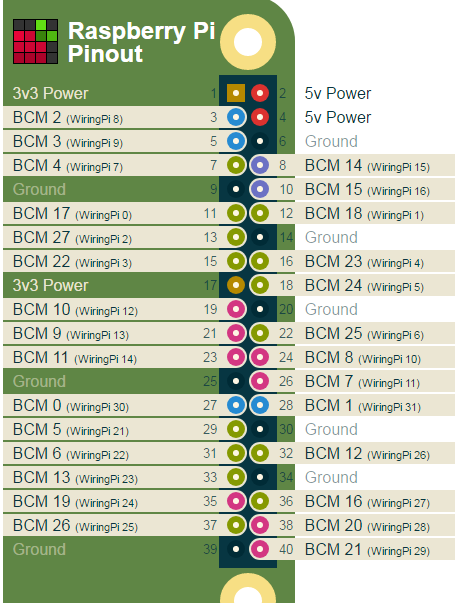 Raspberry Pi
Pinout
3v3 Power 1 2 5v Power
BCM 2 (WiringPi 8) 3 4 5v Power
BCM 3 (WiringPi 9) 5 6 Ground
BCM 4 (WiringPi 7) 7 8 BCM 14 (WiringPi 15)
Ground 9 10 BCM 15 (WiringPi 16)
BCM 17 (WiringPi 0) 11 12 BCM 18 (WiringPi 1)
BCM 27 (WiringPi 2) 13 14 Ground
BCM 22 (WiringPi 3) 15 16 BCM 23 (WiringPi 4)
3v3 Power 17 18 BCM 24 (WiringPi 5)
BCM 10 (WiringPi 12) 19 20 Ground
BCM 9 (WiringPi 13) 21 22 BCM 25 (WiringPi 6)
BCM 11 (WiringPi 14) 23 24 BCM 8 (WiringPi 10)
Ground 25 26 BCM 7 (WiringPi 11)
BCM 0 (WiringPi 30) 27 28 BCM 1 (WiringPi 31)
BCM 5 (WiringPi 21) 29 30 Ground
BCM 6 (WiringPi 22) 31 32 BCM 12 (WiringPi 26)
BCM 13 (WiringPi 23) 33 34 Ground
BCM 19 (WiringPi 24) 35 36 BCM 16 (WiringPi 27)
BCM 26 (WiringPi 25) 37 38 BCM 20 (WiringPi 28)
Ground 39 40 BCM 21 (WiringPi 29)